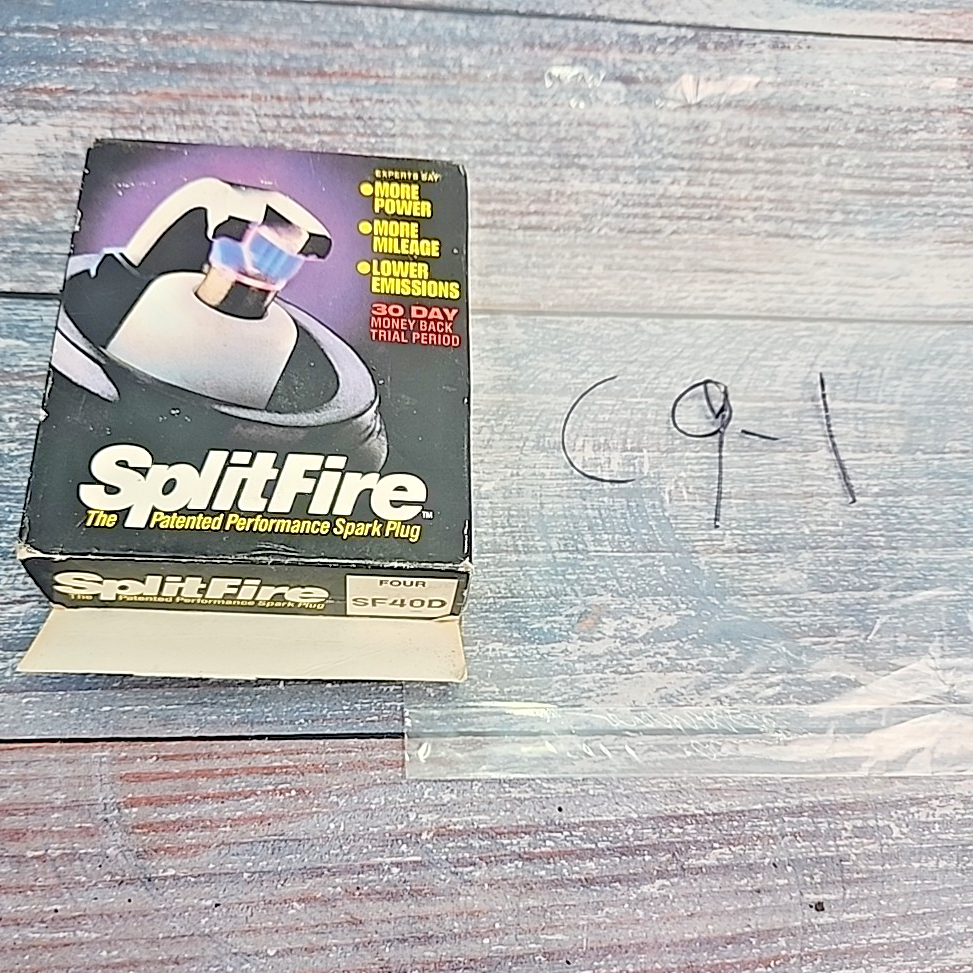 EXPERTS SAY
MORE
POWER
MORE
MILEAGE
LOWER
EMISSIONS
30 DAY
MONEY BACK
TRIAL PERIOD
SplitFire™
The Patented Performance Spark Plug
SplitFire
The Patented Performance Spark Plug
FOUR
SF40D
C9-1